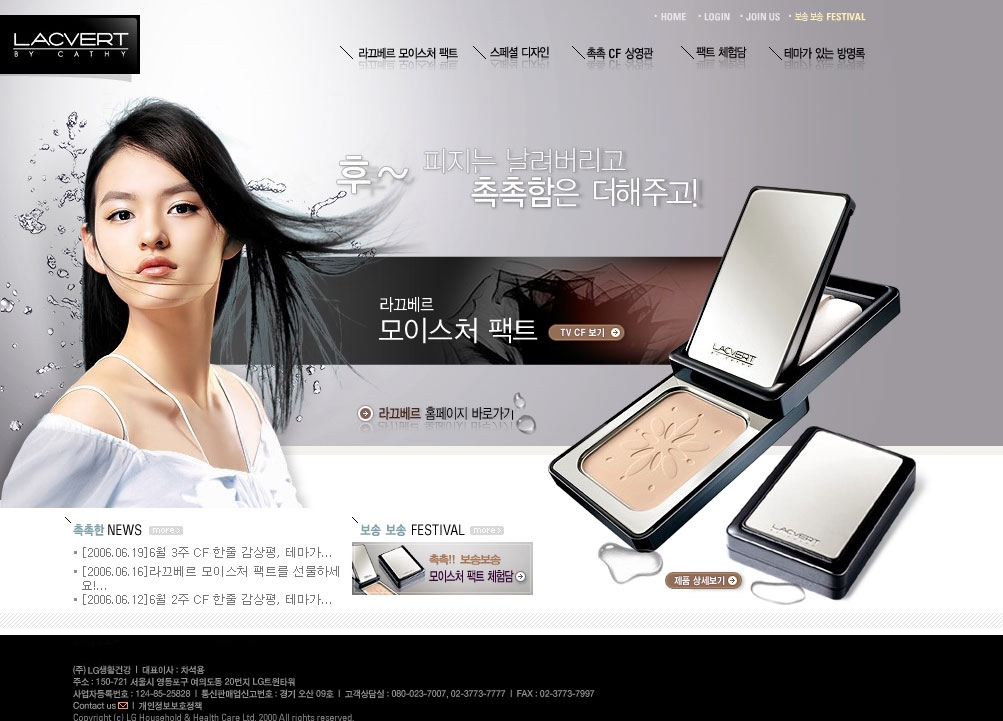 HOME LOGIN JOIN US 보송보송 FESTIVAL
LACVERT
BY CATHY
라끄베르 모이스처 팩트 스페셜 디자인 촉촉 CF 상영관 팩트 체험담 테마가 있는 방명록
후~ 피지는 날려버리고
촉촉함은 더해주고!
라끄베르
모이스처 팩트 TV CF 보기
LACVERT
BY CATHY
라끄베르 홈페이지 바로가기
LACVERT
촉촉한 NEWS more 보송 보송 FESTIVAL more
[2006.06.19]6월 3주 CF 한줄 감상평, 테마가...
[2006.06.16]라끄베르 모이스처 팩트를 선물하세
요!...
[2006.06.12]6월 2주 CF 한줄 감상평, 테마가...
촉촉!! 보송보송
모이스처 팩트 체험담
제품 상세보기
(주) LG생활건강 | 대표이사 : 차석용
주소 : 150-721 서울시 영등포구 여의도동 20번지 LG트윈타워
사업자등록번호 : 124-85-25828 | 통신판매업신고번호 : 경기 오산 09호 | 고객상담실 : 080-023-7007, 02-3773-7777 | FAX : 02-3773-7997
Contact us | 개인정보보호정책
Copyright (c) LG Household & Health Care Ltd. 2000 All rights reserved.